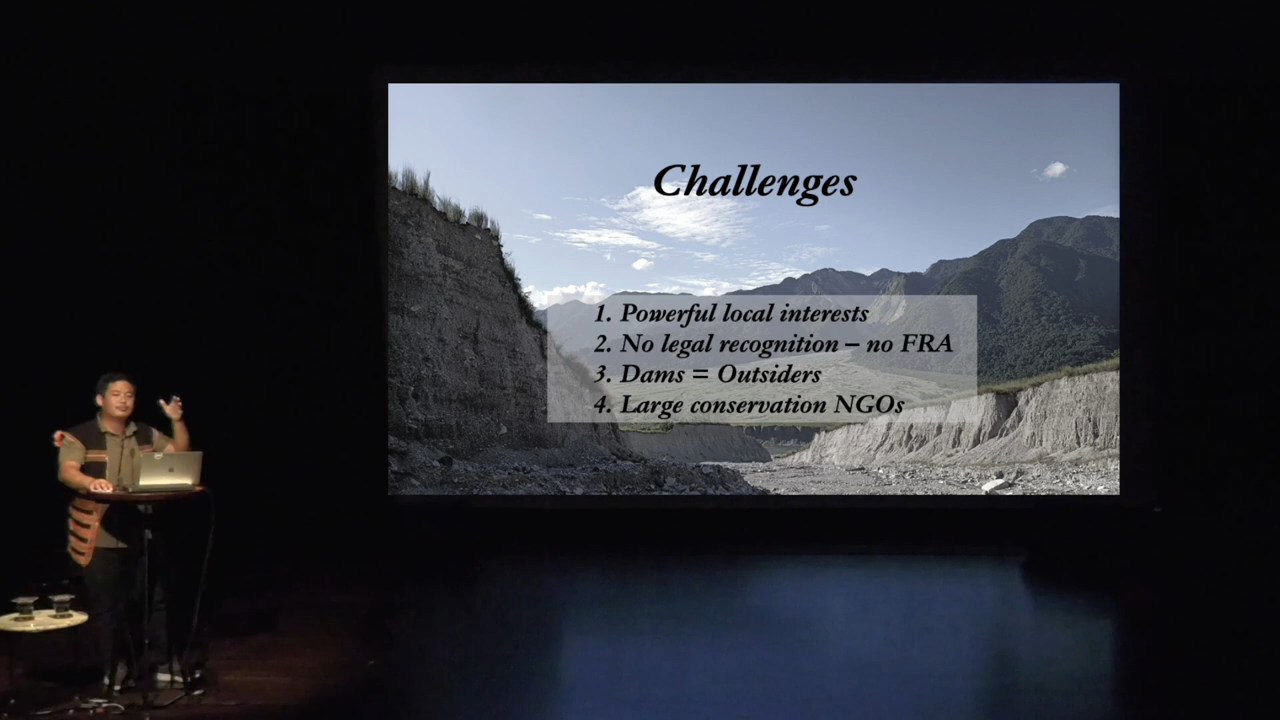 Challenges
1. Powerful local interests
2. No legal recognition – no FRA
3. Dams = Outsiders
4. Large conservation NGOs